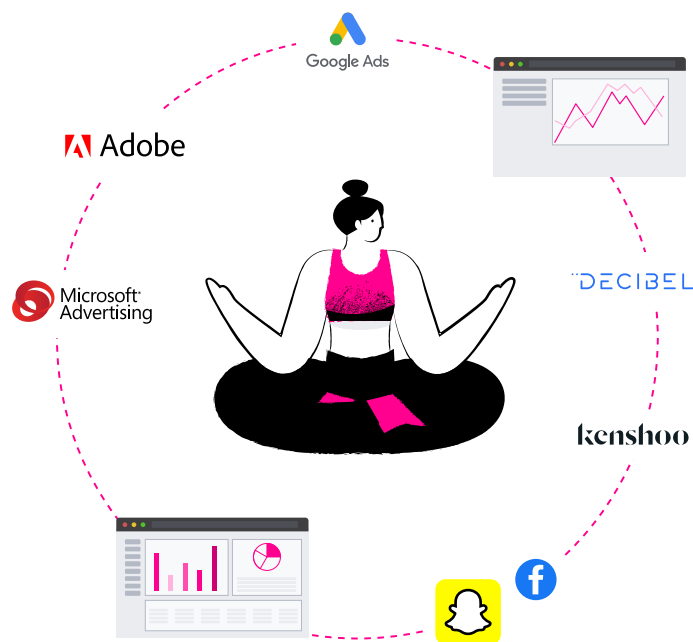 Google Ads
Adobe
Microsoft
Advertising
DECIBEL
kenshoo
f